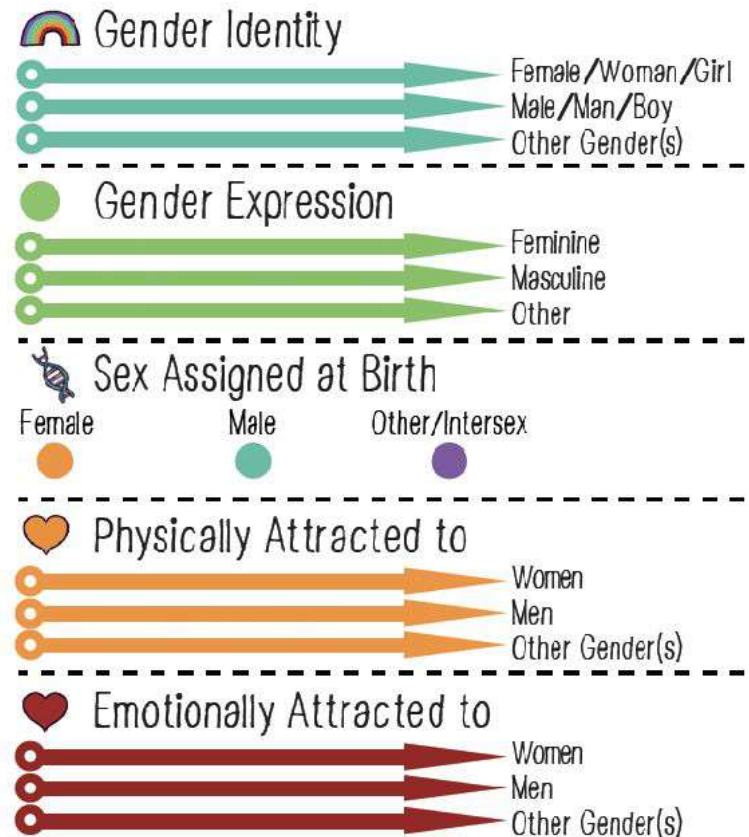 Gender Identity
Female/Woman/Girl
Male/Man/Boy
Other Gender(s)
Gender Expression
Feminine
Masculine
Other
Sex Assigned at Birth
Female Male Other/Intersex
Physically Attracted to
Women
Men
Other Gender(s)
Emotionally Attracted to
Women
Men
Other Gender(s)